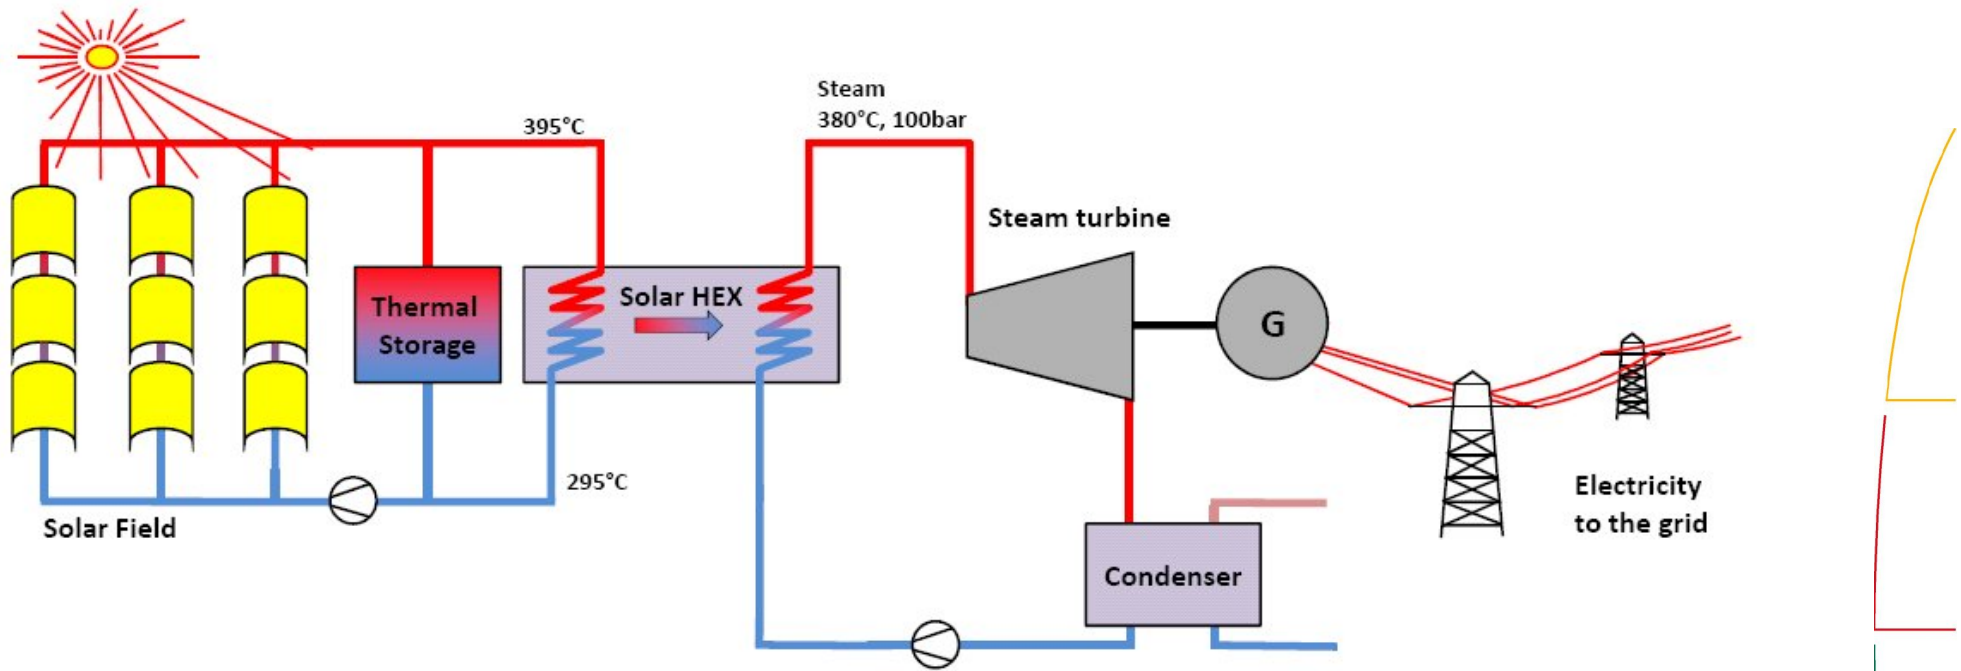 Steam
380°C, 100bar
395°C
Steam turbine
Thermal
Storage
Solar HEX
G
295°C
Solar Field
Electricity
to the grid
Condenser